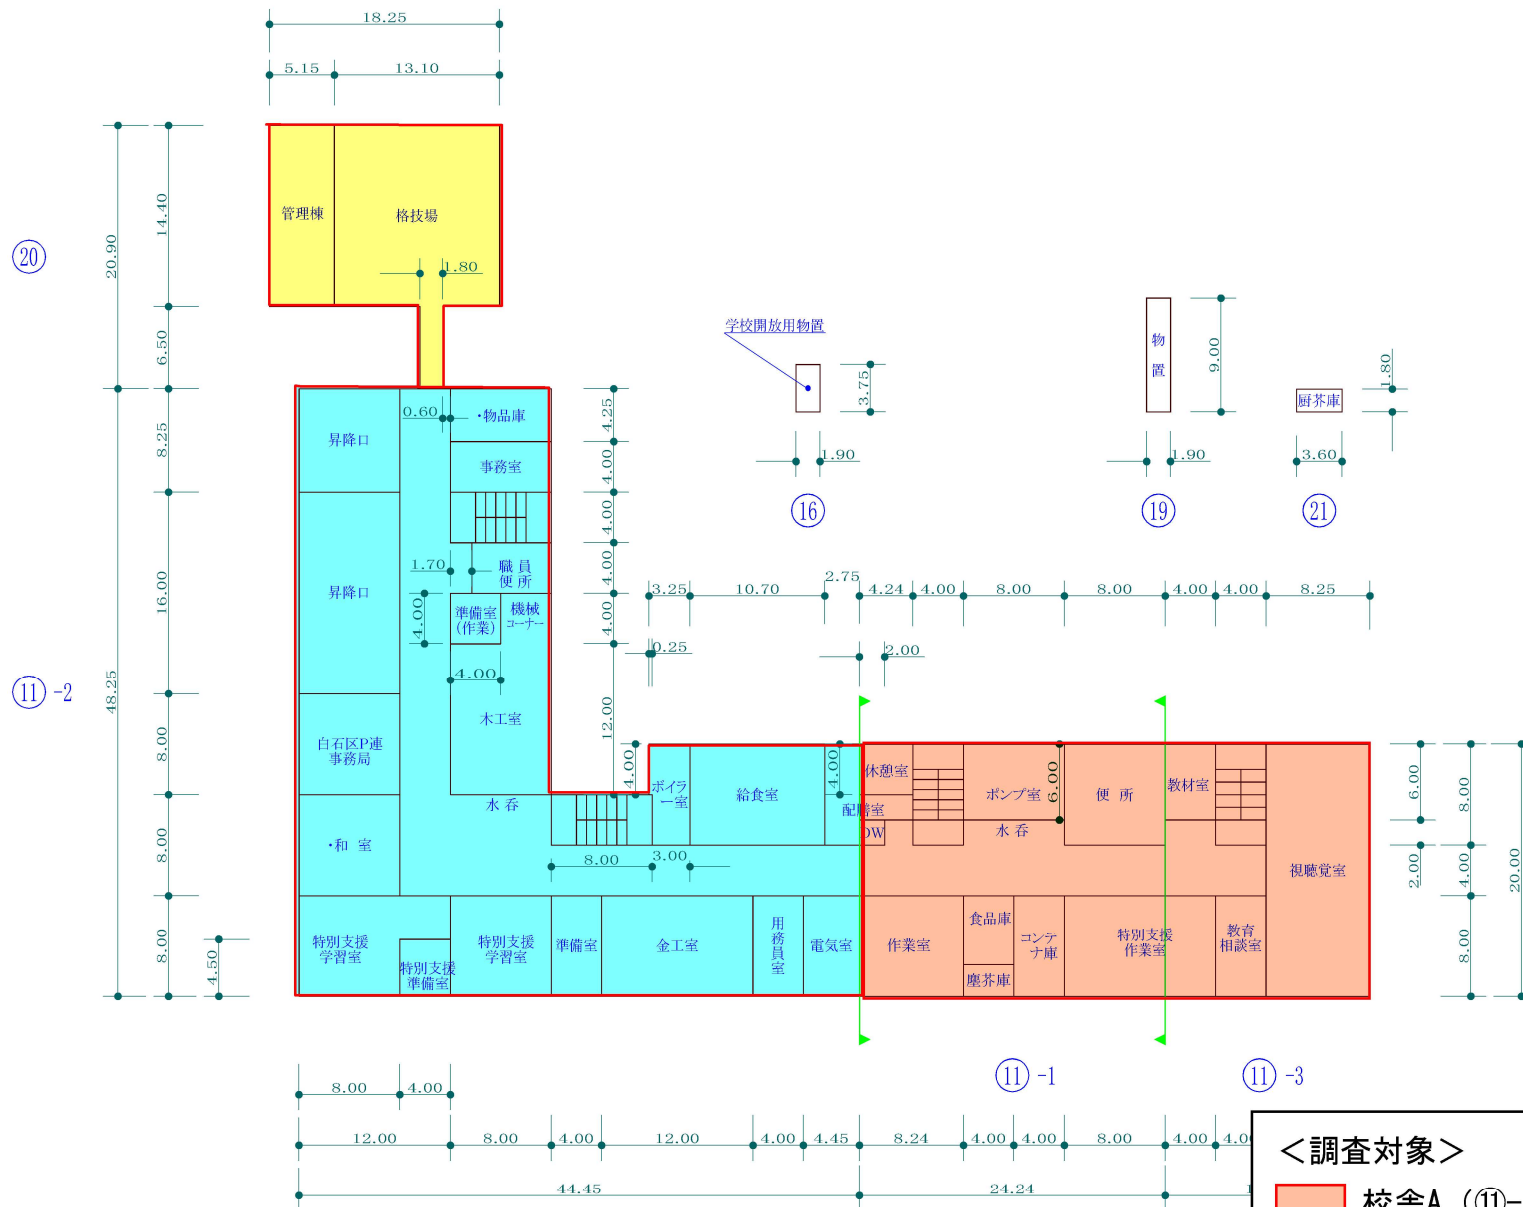 18.25
5.15
13.10
20.90
14.40
6.50
管理棟
格技場
1.80
⑳
学校開放用物置
3.75
1.90
⑯
物置
9.00
1.90
⑲
厨芥庫
1.80
3.60
㉑
⑪-2
48.25
8.25
16.00
8.00
8.00
8.00
4.50
昇降口
0.60
・物品庫
事務室
4.25
4.00
4.00
4.00
4.00
12.00
昇降口
1.70
職員
便所
4.00
準備室
(作業)
機械
コーナー
4.00
木工室
白石区P連
事務局
水呑
・和 室
特別支援
学習室
特別支援
準備室
特別支援
学習室
準備室
金工室
用務員室
電気室
8.00
3.00
4.00
ボイラ
ー室
給食室
4.00
3.25
10.70
2.75
4.24
4.00
8.00
8.00
4.00
4.00
8.25
0.25
2.00
休憩室
配膳室
DW
ポンプ室
6.00
水呑
便 所
教材室
視聴覚室
作業室
食品庫
塵芥庫
コンテ
ナ庫
特別支援
作業室
教育
相談室
6.00
2.00
8.00
4.00
8.00
20.00
⑪-1
⑪-3
8.00
4.00
12.00
8.00
4.00
12.00
4.00
4.45
8.24
4.00
4.00
8.00
4.00
44.45
24.24
＜調査対象＞
校舎A（⑪-